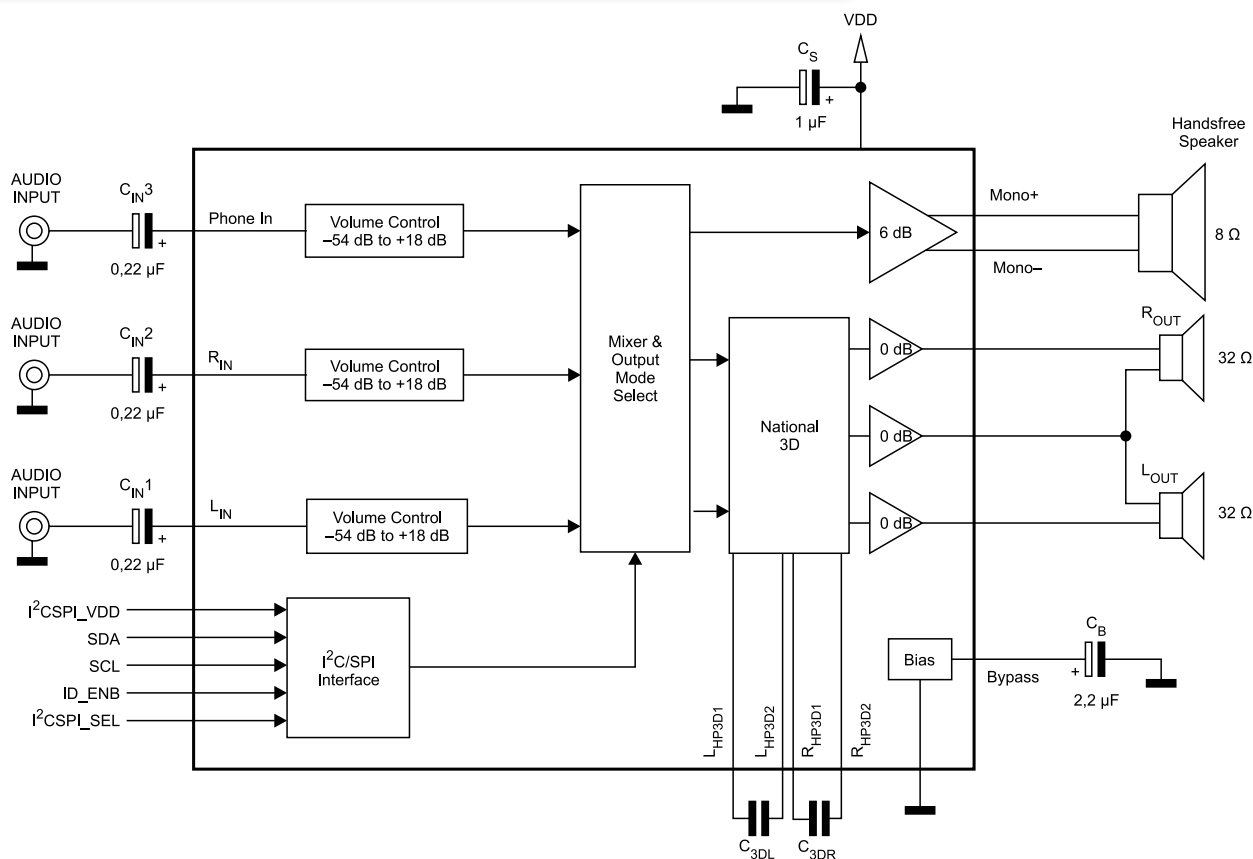 VDD
C_S
+
1 µF
Handsfree
Speaker
AUDIO
INPUT
C_IN3
+
0,22 µF
Phone In
Volume Control
–54 dB to +18 dB
6 dB
Mono+
Mono–
8 Ω
AUDIO
INPUT
C_IN2
+
0,22 µF
R_IN
Volume Control
–54 dB to +18 dB
Mixer &
Output
Mode
Select
National
3D
0 dB
0 dB
0 dB
R_OUT
32 Ω
L_OUT
32 Ω
AUDIO
INPUT
C_IN1
+
0,22 µF
L_IN
Volume Control
–54 dB to +18 dB
I²CSPI_VDD
SDA
SCL
ID_ENB
I²CSPI_SEL
I²C/SPI
Interface
Bias
Bypass
C_B
+
2,2 µF
L_HP3D1
L_HP3D2
R_HP3D1
R_HP3D2
C_3DL
C_3DR